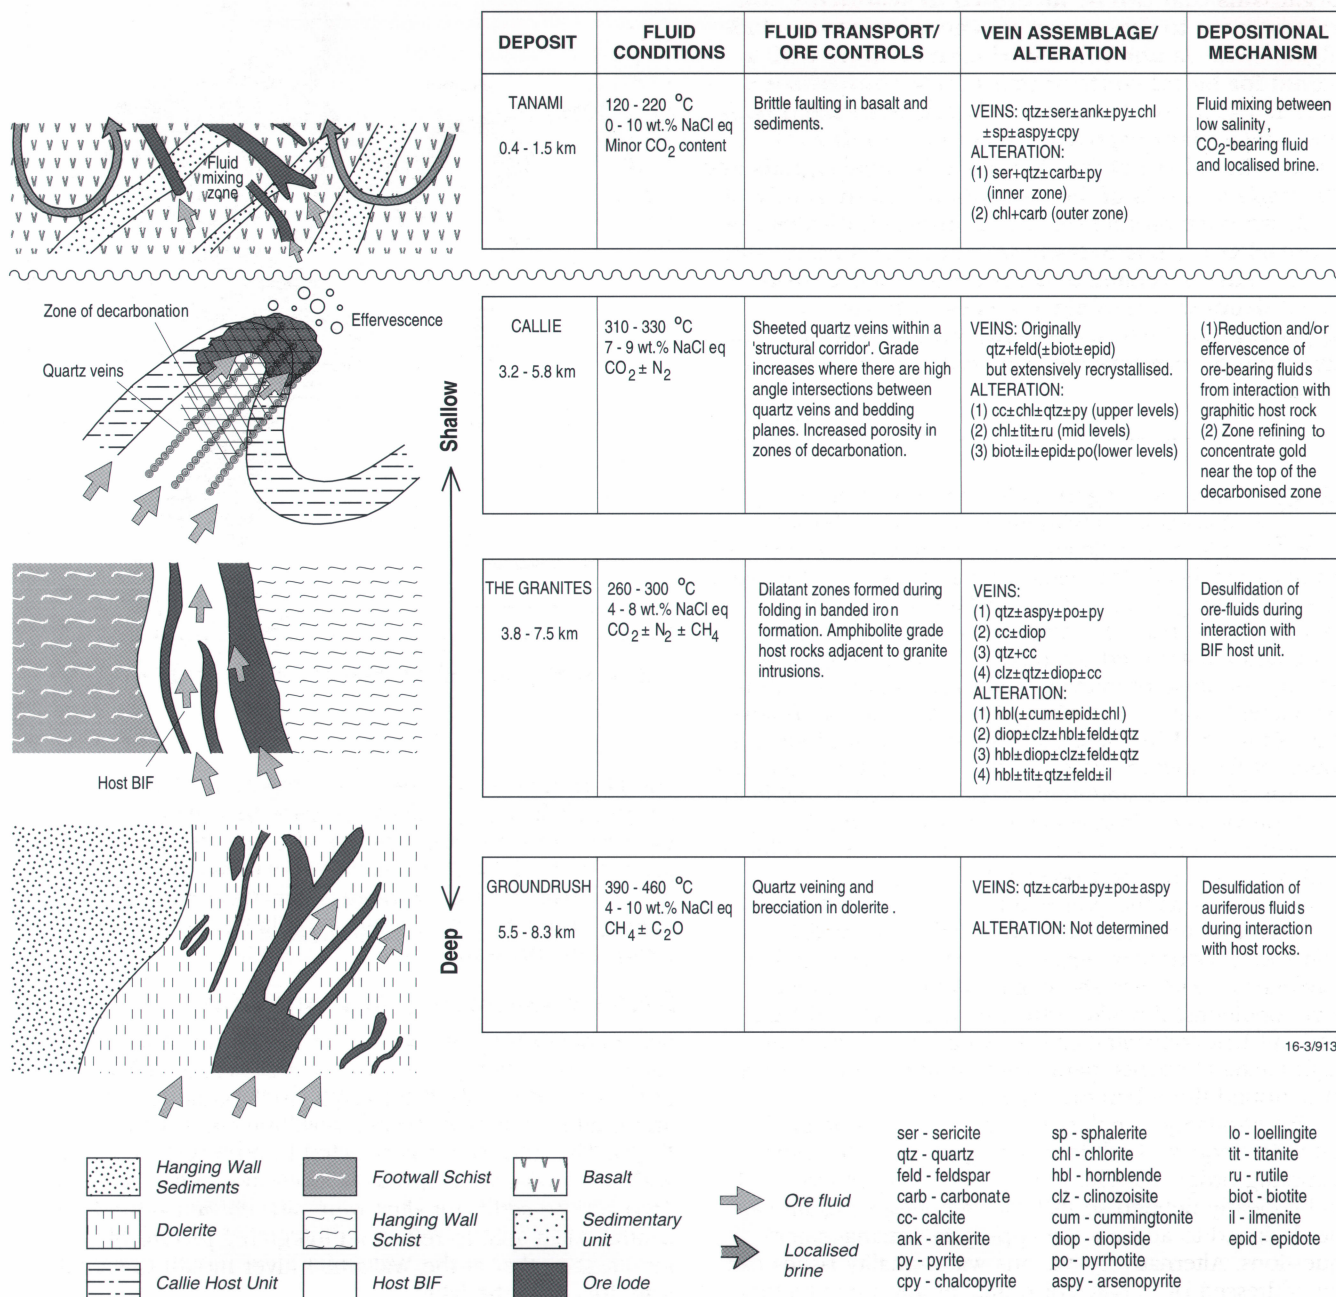 DEPOSIT
FLUID
CONDITIONS
FLUID TRANSPORT/
ORE CONTROLS
VEIN ASSEMBLAGE/
ALTERATION
DEPOSITIONAL
MECHANISM
TANAMI
0.4 - 1.5 km
120 - 220 °C
0 - 10 wt.% NaCl eq
Minor CO2 content
Brittle faulting in basalt and
sediments.
VEINS: qtz±ser±ank±py±chl
±sp±aspy±cpy
ALTERATION:
(1) ser+qtz±carb±py
(inner zone)
(2) chl+carb (outer zone)
Fluid mixing between
low salinity,
CO2-bearing fluid
and localised brine.
Fluid
mixing
zone
Zone of decarbonation
Quartz veins
Effervescence
Shallow
CALLIE
3.2 - 5.8 km
310 - 330 °C
7 - 9 wt.% NaCl eq
CO2 ± N2
Sheeted quartz veins within a
'structural corridor'. Grade
increases where there are high
angle intersections between
quartz veins and bedding
planes. Increased porosity in
zones of decarbonation.
VEINS: Originally
qtz+feld(±biot±epid)
but extensively recrystallised.
ALTERATION:
(1) cc±chl±qtz±py (upper levels)
(2) chl±tit±ru (mid levels)
(3) biot±il±epid±po(lower levels)
(1)Reduction and/or
effervescence of
ore-bearing fluids
from interaction with
graphitic host rock
(2) Zone refining to
concentrate gold
near the top of the
decarbonised zone
Host BIF
THE GRANITES
3.8 - 7.5 km
260 - 300 °C
4 - 8 wt.% NaCl eq
CO2 ± N2 ± CH4
Dilatant zones formed during
folding in banded iron
formation. Amphibolite grade
host rocks adjacent to granite
intrusions.
VEINS:
(1) qtz±aspy±po±py
(2) cc±diop
(3) qtz+cc
(4) clz±qtz±diop±cc
ALTERATION:
(1) hbl(±cum±epid±chl)
(2) diop±clz±hbl±feld±qtz
(3) hbl±diop±clz±feld±qtz
(4) hbl±tit±qtz±feld±il
Desulfidation of
ore-fluids during
interaction with
BIF host unit.
Deep
GROUNDRUSH
5.5 - 8.3 km
390 - 460 °C
4 - 10 wt.% NaCl eq
CH4 ± C2O
Quartz veining and
brecciation in dolerite .
VEINS: qtz±carb±py±po±aspy
ALTERATION: Not determined
Desulfidation of
auriferous fluids
during interaction
with host rocks.
16-3/913
Hanging Wall
Sediments
Dolerite
Callie Host Unit
Footwall Schist
Hanging Wall
Schist
Host BIF
Basalt
Sedimentary
unit
Ore lode
Ore fluid
Localised
brine
ser - sericite
qtz - quartz
feld - feldspar
carb - carbonate
cc- calcite
ank - ankerite
py - pyrite
cpy - chalcopyrite
sp - sphalerite
chl - chlorite
hbl - hornblende
clz - clinozoisite
cum - cummingtonite
diop - diopside
po - pyrrhotite
aspy - arsenopyrite
lo - loellingite
tit - titanite
ru - rutile
biot - biotite
il - ilmenite
epid - epidote